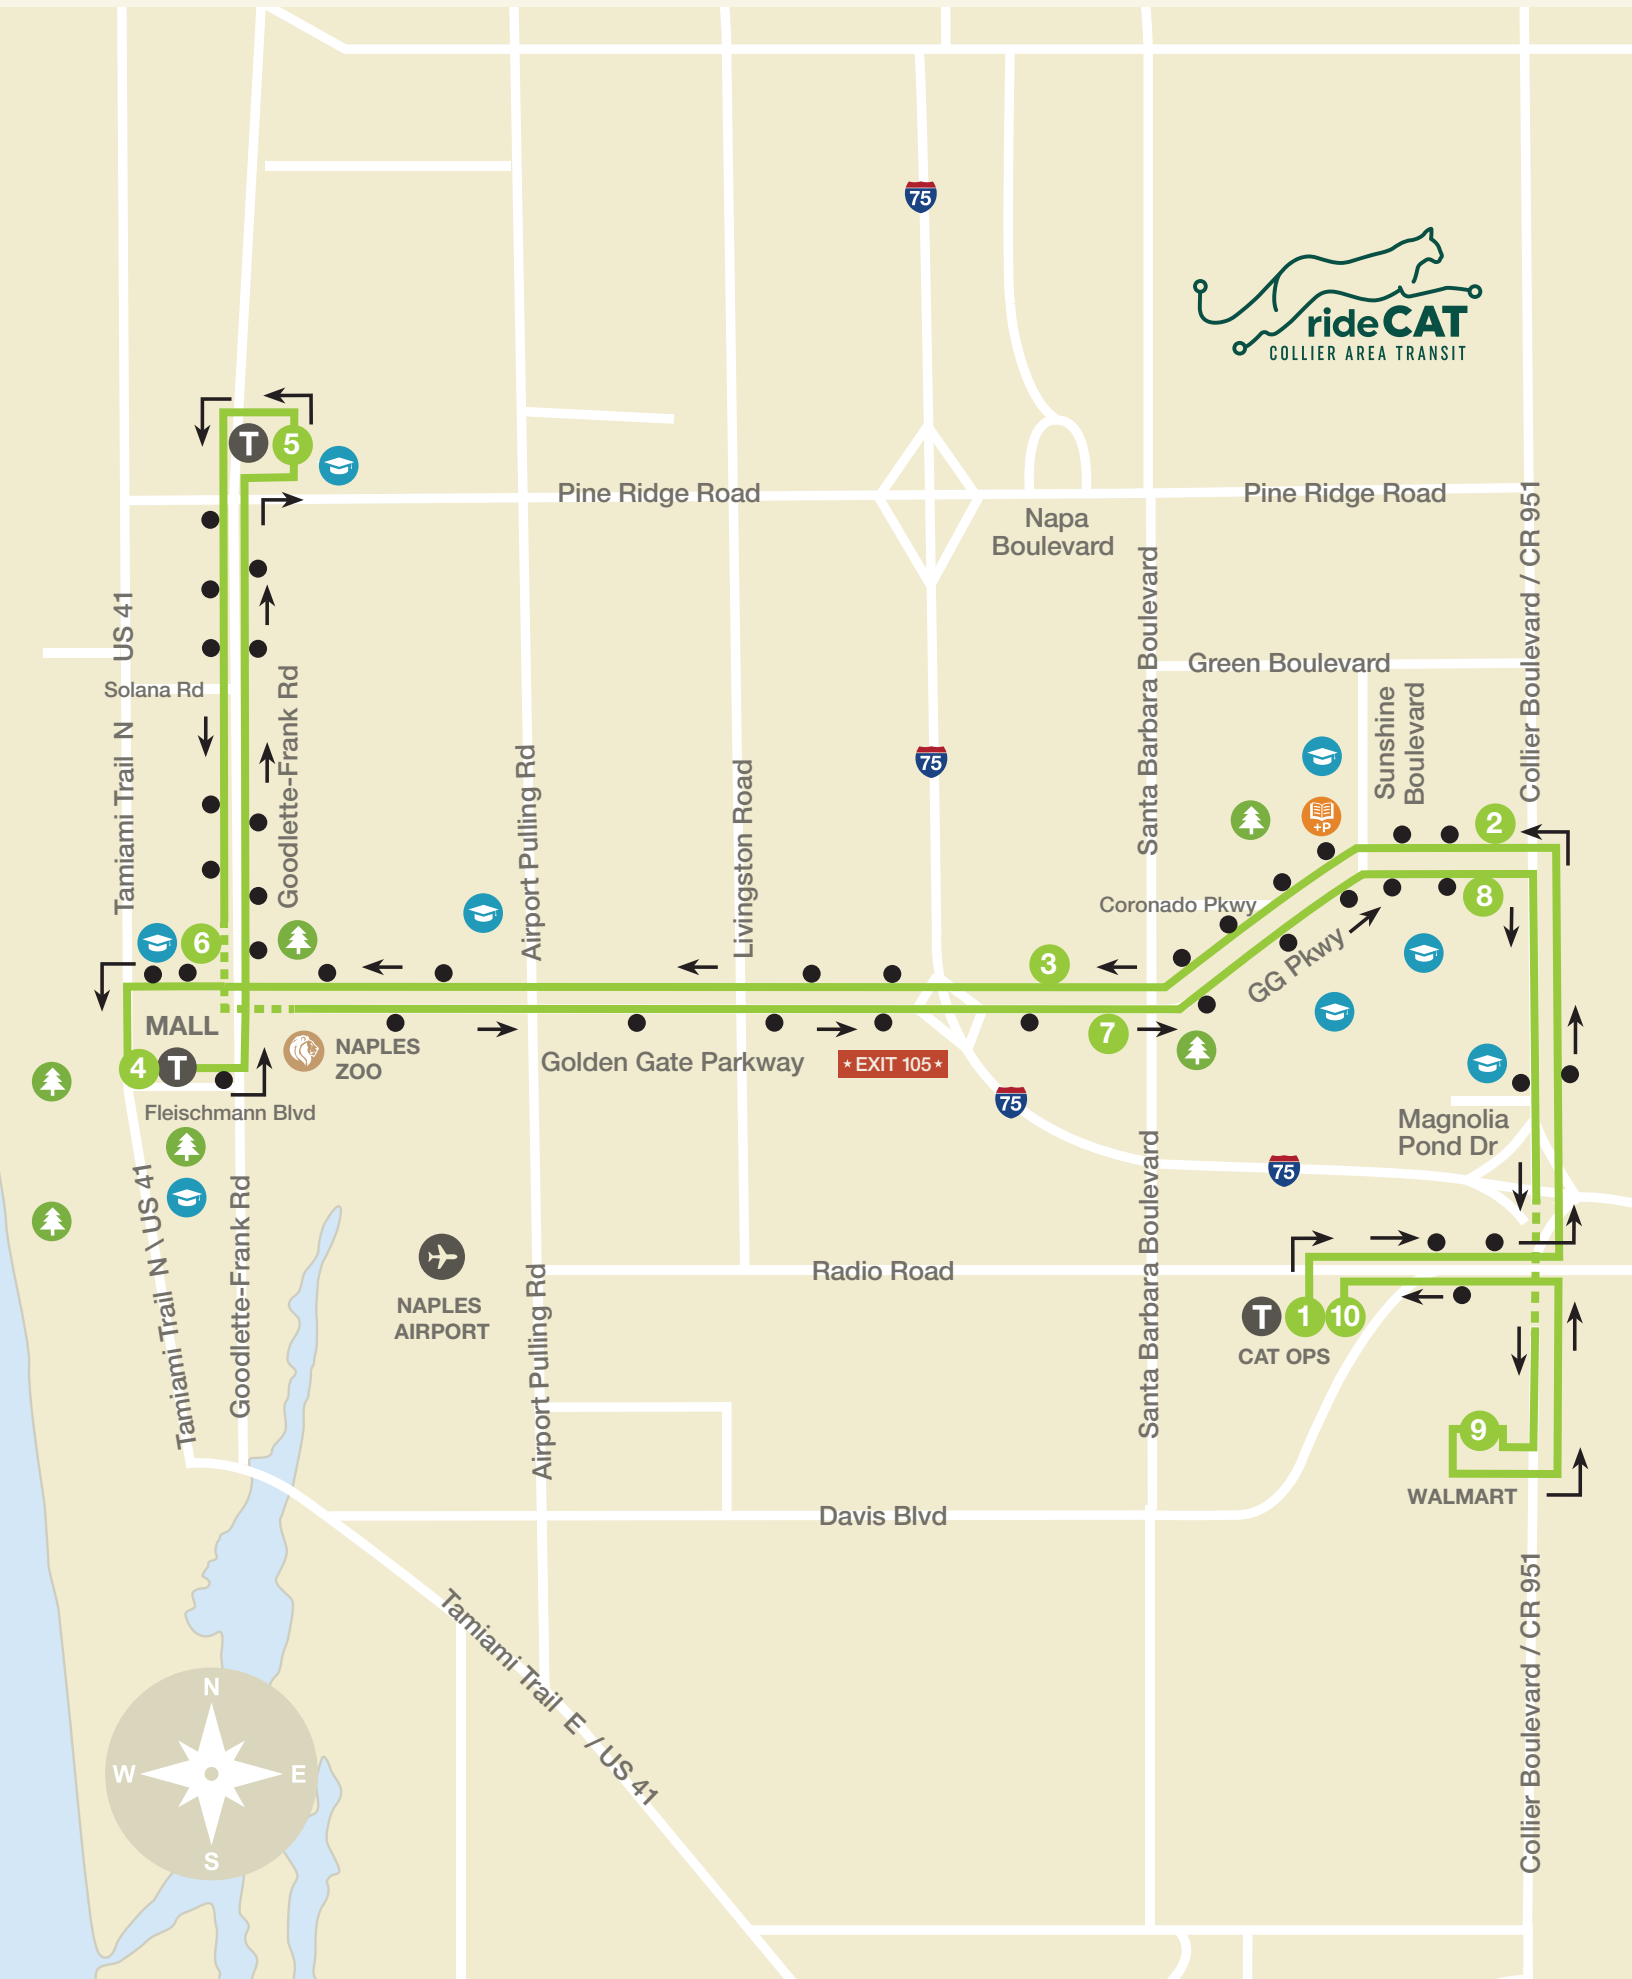 75
rideCAT
COLLIER AREA TRANSIT
T
5
Pine Ridge Road
Pine Ridge Road
Napa
Boulevard
US 41
Solana Rd
Tamiami Trail N
Goodlette-Frank Rd
Airport Pulling Rd
Livingston Road
75
Santa Barbara Boulevard
Green Boulevard
Sunshine
Boulevard
Collier Boulevard / CR 951
+P
2
Coronado Pkwy
8
6
3
GG Pkwy
MALL
4
T
NAPLES
ZOO
Golden Gate Parkway
EXIT 105
7
75
Fleischmann Blvd
Magnolia
Pond Dr
75
Tamiami Trail N \ US 41
Goodlette-Frank Rd
NAPLES
AIRPORT
Airport Pulling Rd
Radio Road
Santa Barbara Boulevard
T
1
10
CAT OPS
9
WALMART
Davis Blvd
Tamiami Trail E / US 41
Collier Boulevard / CR 951
N
W
E
S